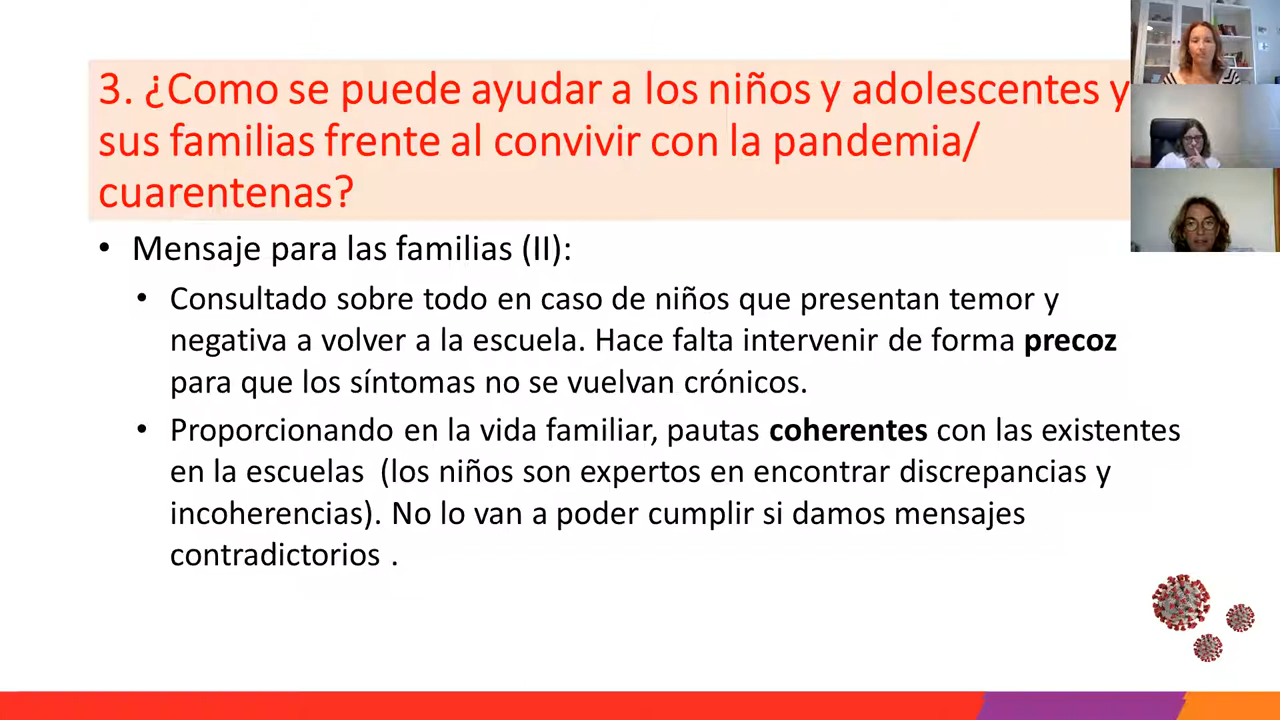 3. ¿Como se puede ayudar a los niños y adolescentes y
sus familias frente al convivir con la pandemia/
cuarentenas?
• Mensaje para las familias (II):
• Consultado sobre todo en caso de niños que presentan temor y
negativa a volver a la escuela. Hace falta intervenir de forma precoz
para que los síntomas no se vuelvan crónicos.
• Proporcionando en la vida familiar, pautas coherentes con las existentes
en la escuelas (los niños son expertos en encontrar discrepancias y
incoherencias). No lo van a poder cumplir si damos mensajes
contradictorios .